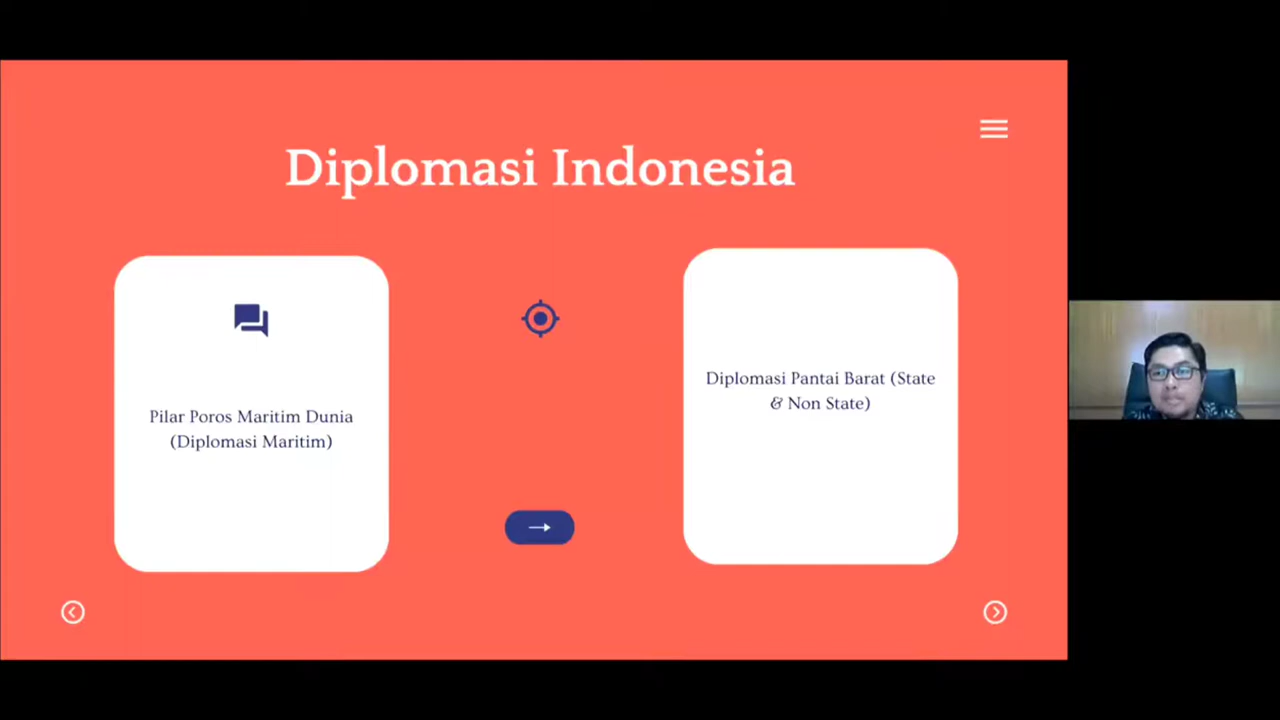 Diplomasi Indonesia
Pilar Poros Maritim Dunia
(Diplomasi Maritim)
Diplomasi Pantai Barat (State
& Non State)